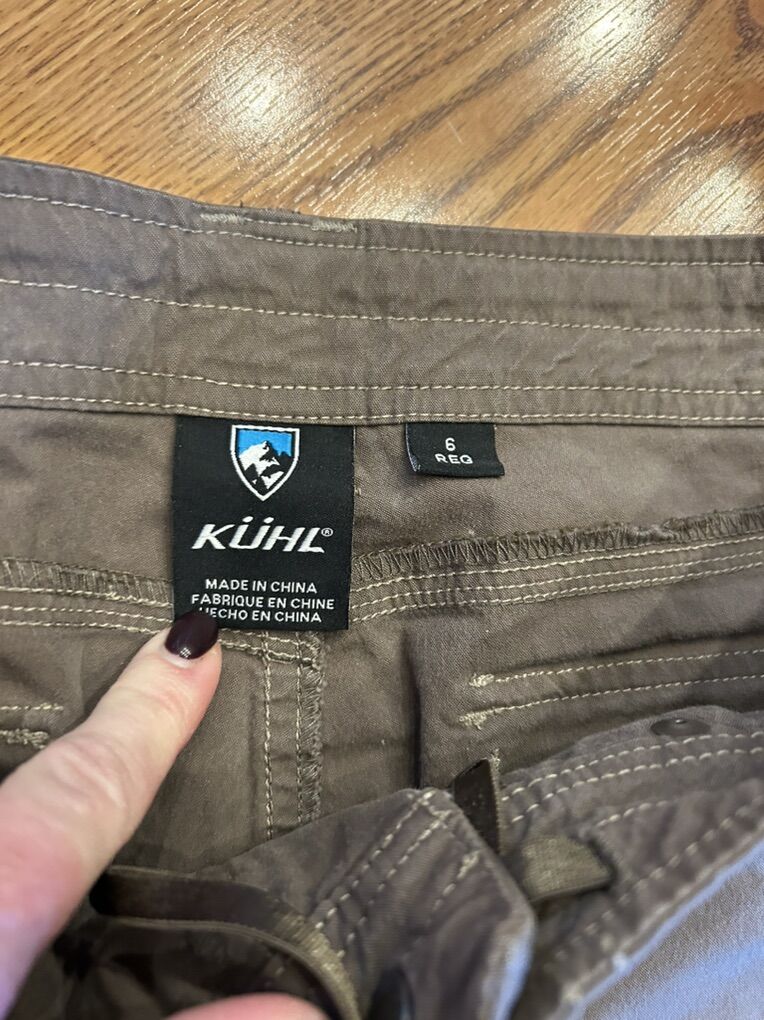 KÜHL®
MADE IN CHINA
FABRIQUE EN CHINE
HECHO EN CHINA
6
REG